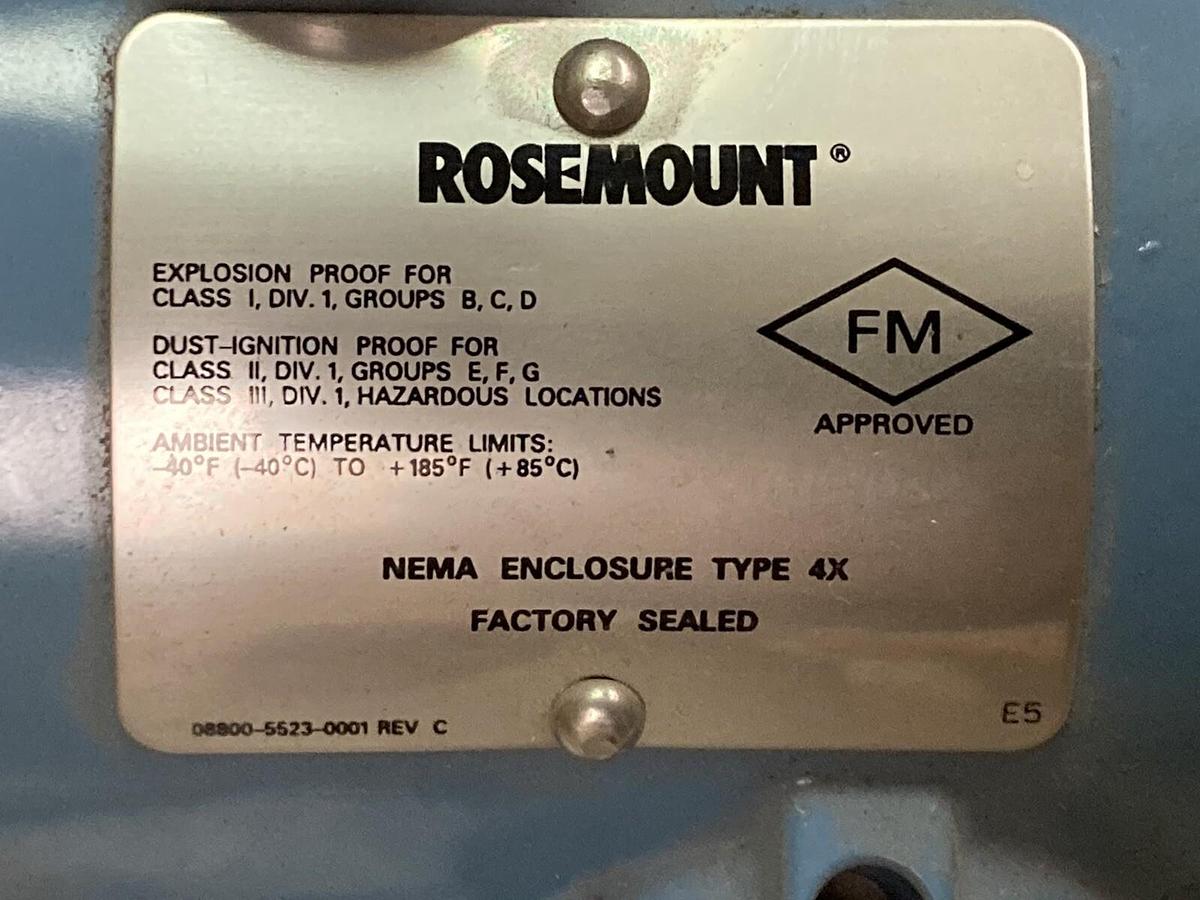 ROSEMOUNT®
EXPLOSION PROOF FOR
CLASS I, DIV. 1, GROUPS B, C, D
DUST-IGNITION PROOF FOR
CLASS II, DIV. 1, GROUPS E, F, G
CLASS III, DIV. 1, HAZARDOUS LOCATIONS
AMBIENT TEMPERATURE LIMITS:
-40°F (-40°C) TO +185°F (+85°C)
FM
APPROVED
NEMA ENCLOSURE TYPE 4X
FACTORY SEALED
08800-5523-0001 REV C
E5